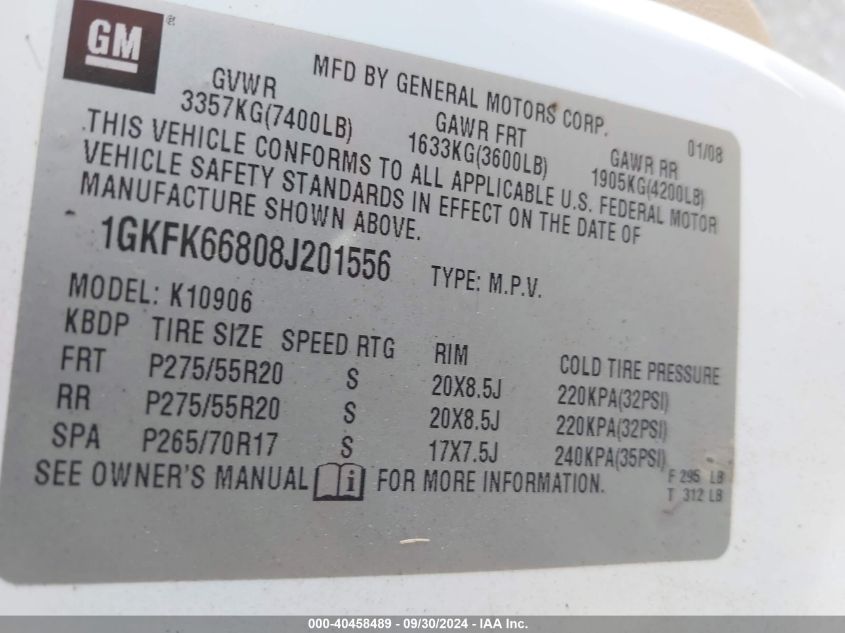 GM ®
MFD BY GENERAL MOTORS CORP. 01/08
GVWR GAWR FRT GAWR RR
3357KG(7400LB) 1633KG(3600LB) 1905KG(4200LB)
THIS VEHICLE CONFORMS TO ALL APPLICABLE U.S. FEDERAL MOTOR
VEHICLE SAFETY STANDARDS IN EFFECT ON THE DATE OF
MANUFACTURE SHOWN ABOVE.
1GKFK66808J201556 TYPE: M.P.V.
MODEL: K10906
KBDP TIRE SIZE SPEED RTG RIM COLD TIRE PRESSURE
FRT P275/55R20 S 20X8.5J 220KPA(32PSI)
RR P275/55R20 S 20X8.5J 220KPA(32PSI)
SPA P265/70R17 S 17X7.5J 240KPA(35PSI)
SEE OWNER'S MANUAL i FOR MORE INFORMATION.
F 295 LB
T 312 LB
000-40458489 - 09/30/2024 - IAA Inc.